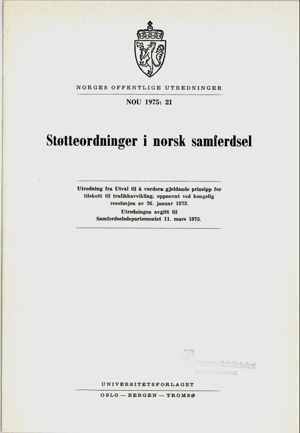 NORGES OFFENTLIGE UTREDNINGER
NOU 1975: 21
Støtteordninger i norsk samferdsel
Utredning fra Utval til å vurdera gjeldande prinsipp for
tilskott til trafikkavvikling, oppnevnt ved kongelig
resolusjon av 26. januar 1973.
Utredningen avgitt til
Samferdselsdepartementet 11. mars 1975.
UNIVERSITETSFORLAGET
OSLO — BERGEN — TROMSØ